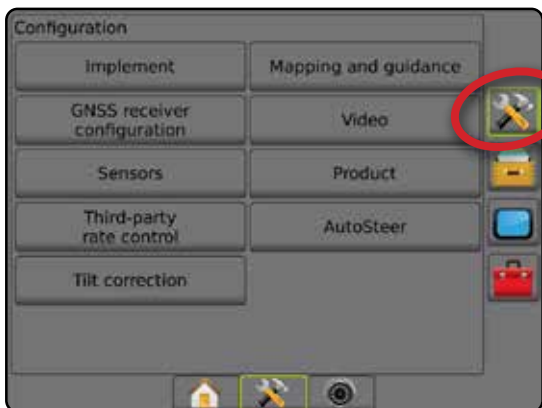 Configuration
Implement
Mapping and guidance
GNSS receiver
configuration
Video
Sensors
Product
Third-party
rate control
AutoSteer
Tilt correction